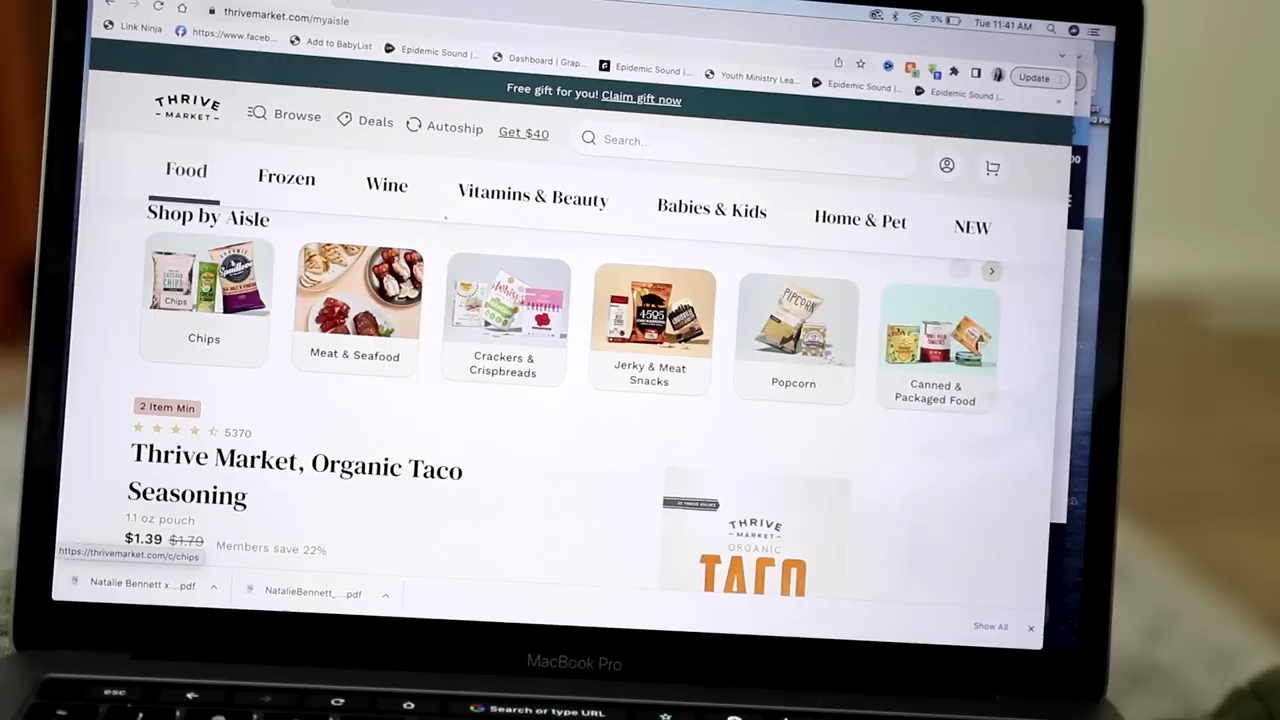 thrivemarket.com/myaisle
5%
Tue 11:41 AM
Link Ninja
https://www.faceb...
Add to BabyList
Epidemic Sound |...
Dashboard | Grap...
Epidemic Sound |...
Youth Ministry Lea...
Epidemic Sound |...
Epidemic Sound |...
Update
Free gift for you! Claim gift now
THRIVE
- MARKET -
Browse
Deals
Autoship
Get $40
Search...
Food
Frozen
Wine
Vitamins & Beauty
Babies & Kids
Home & Pet
NEW
Shop by Aisle
Chips
Meat & Seafood
Crackers &
Crispbreads
Jerky & Meat
Snacks
Popcorn
Canned &
Packaged Food
2 Item Min
5370
Thrive Market, Organic Taco
Seasoning
1.1 oz pouch
$1.39 $1.79 Members save 22%
https://thrivemarket.com/c/chips
THRIVE
- MARKET -
ORGANIC
TACO
Natalie Bennett x....pdf
NatalieBennett_....pdf
Show All
MacBook Pro
esc
Search or type URL